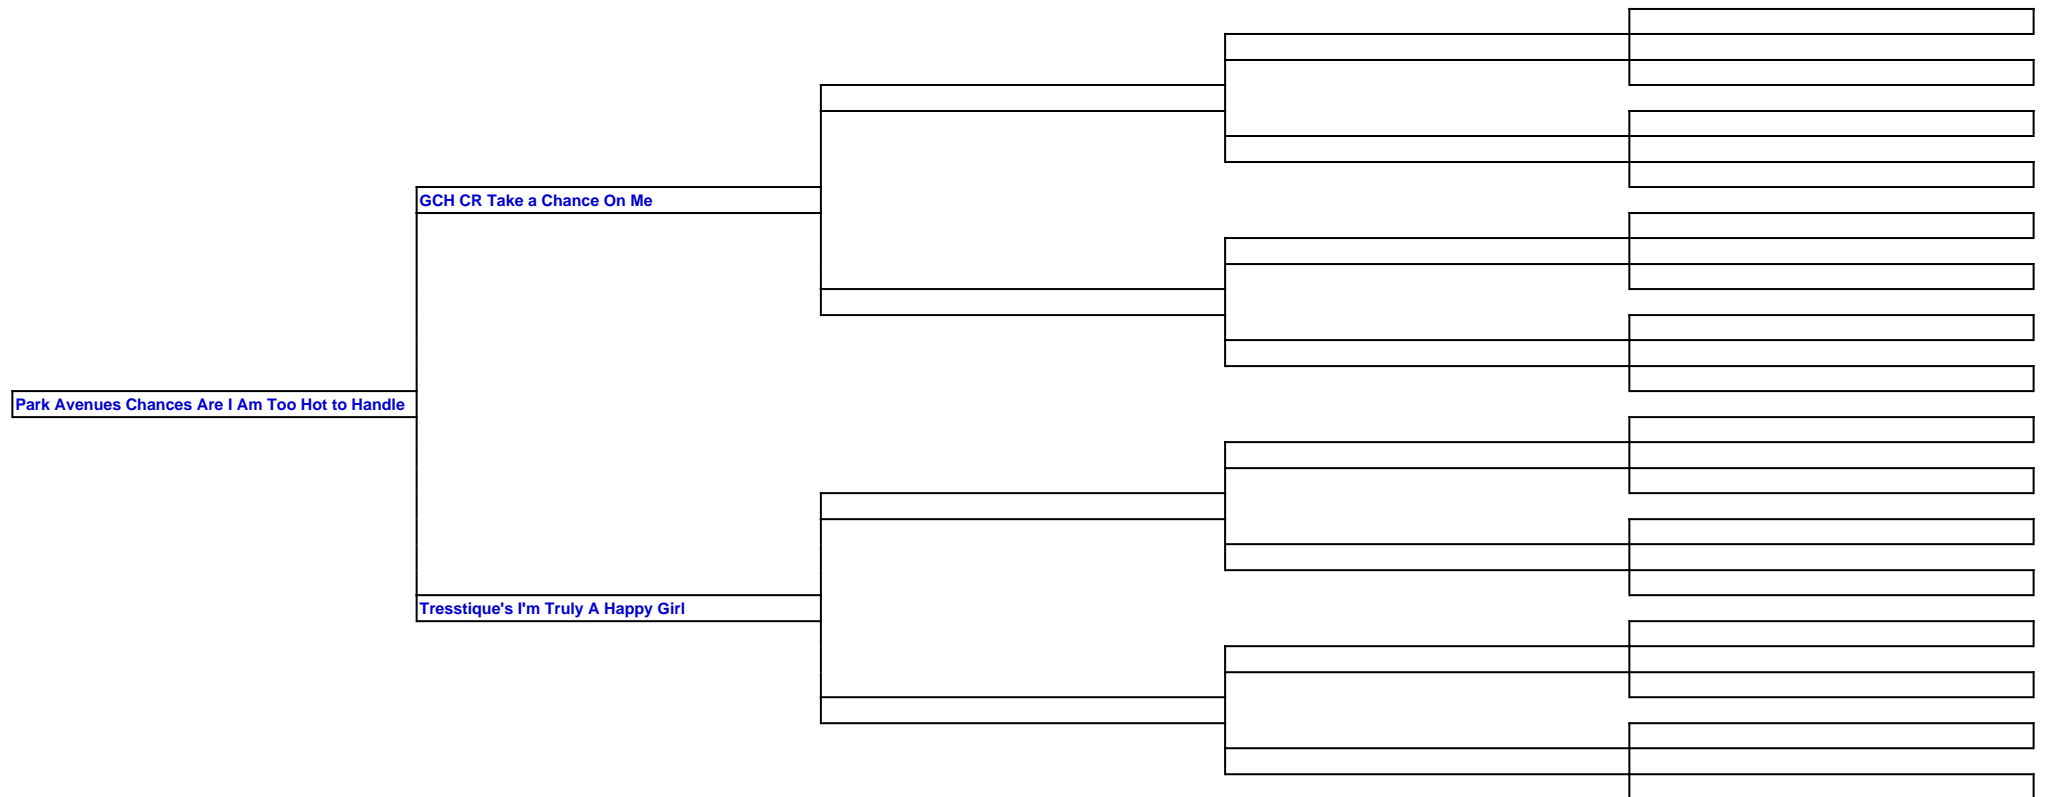 GCH CR Take a Chance On Me
Park Avenues Chances Are I Am Too Hot to Handle
Tresstique's I'm Truly A Happy Girl